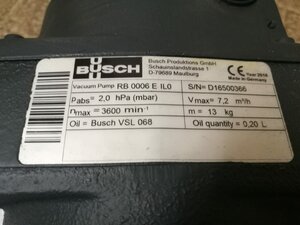 BUSCH
Busch Produktions GmbH
Schauinslandstrasse 1
D-79689 Maulburg
CE Year 2016
Made in Germany
Vacuum Pump RB 0006 E IL0 S/N= D16500366
Pabs = 2,0 hPa (mbar) Vmax= 7,2 m³/h
nmax = 3600 min-1 m = 13 kg
Oil = Busch VSL 068 Oil quantity = 0,20 L